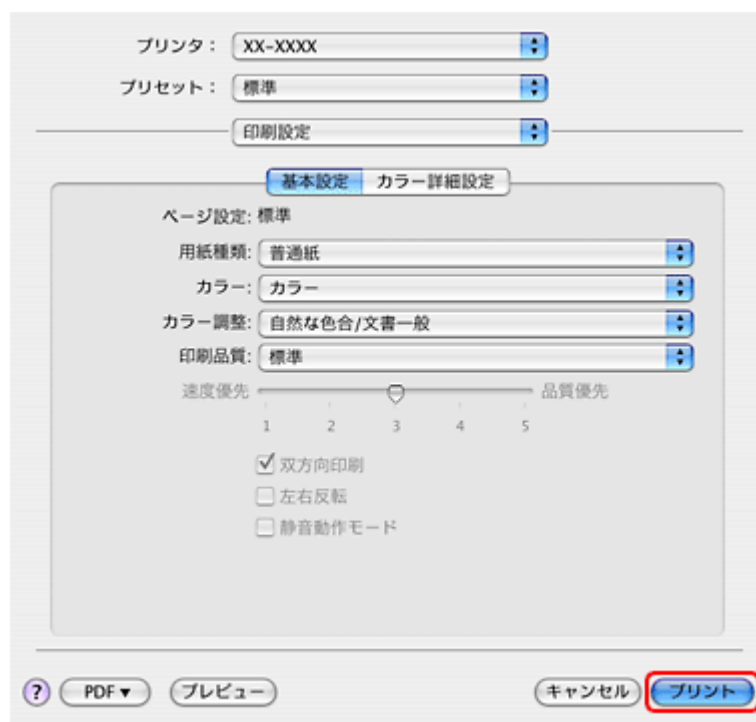 プリンタ： XX-XXXX
プリセット： 標準
印刷設定
基本設定 カラー詳細設定
ページ設定: 標準
用紙種類: 普通紙
カラー: カラー
カラー調整: 自然な色合/文書一般
印刷品質: 標準
速度優先 品質優先
1 2 3 4 5
双方向印刷
左右反転
静音動作モード
? PDF▼ プレビュー キャンセル プリント